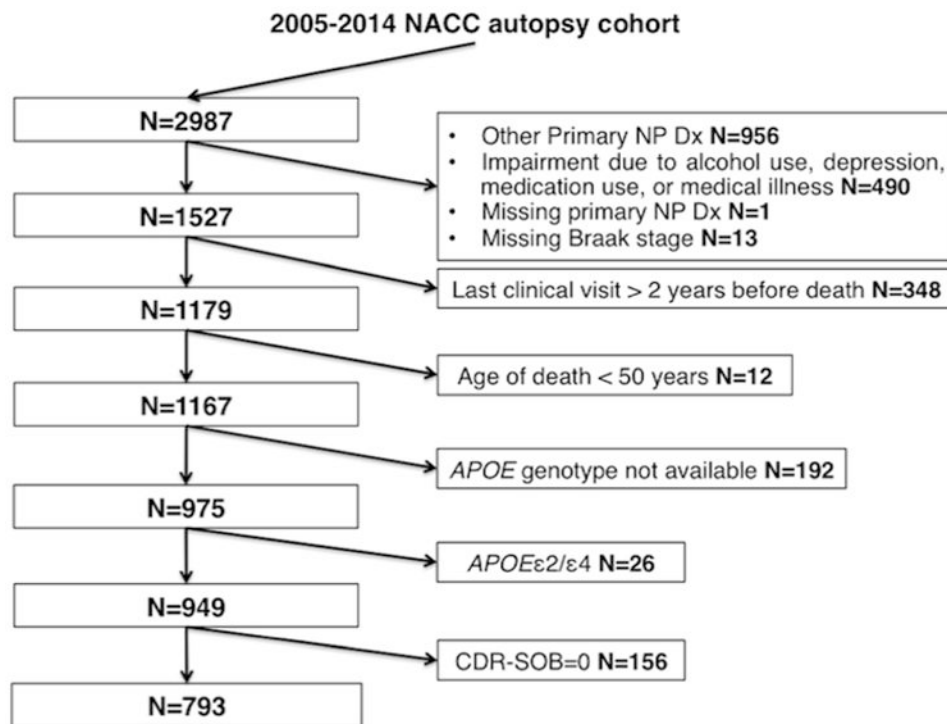 2005-2014 NACC autopsy cohort
N=2987
• Other Primary NP Dx N=956
• Impairment due to alcohol use, depression,
medication use, or medical illness N=490
• Missing primary NP Dx N=1
• Missing Braak stage N=13
N=1527
Last clinical visit > 2 years before death N=348
N=1179
Age of death < 50 years N=12
N=1167
APOE genotype not available N=192
N=975
APOEε2/ε4 N=26
N=949
CDR-SOB=0 N=156
N=793